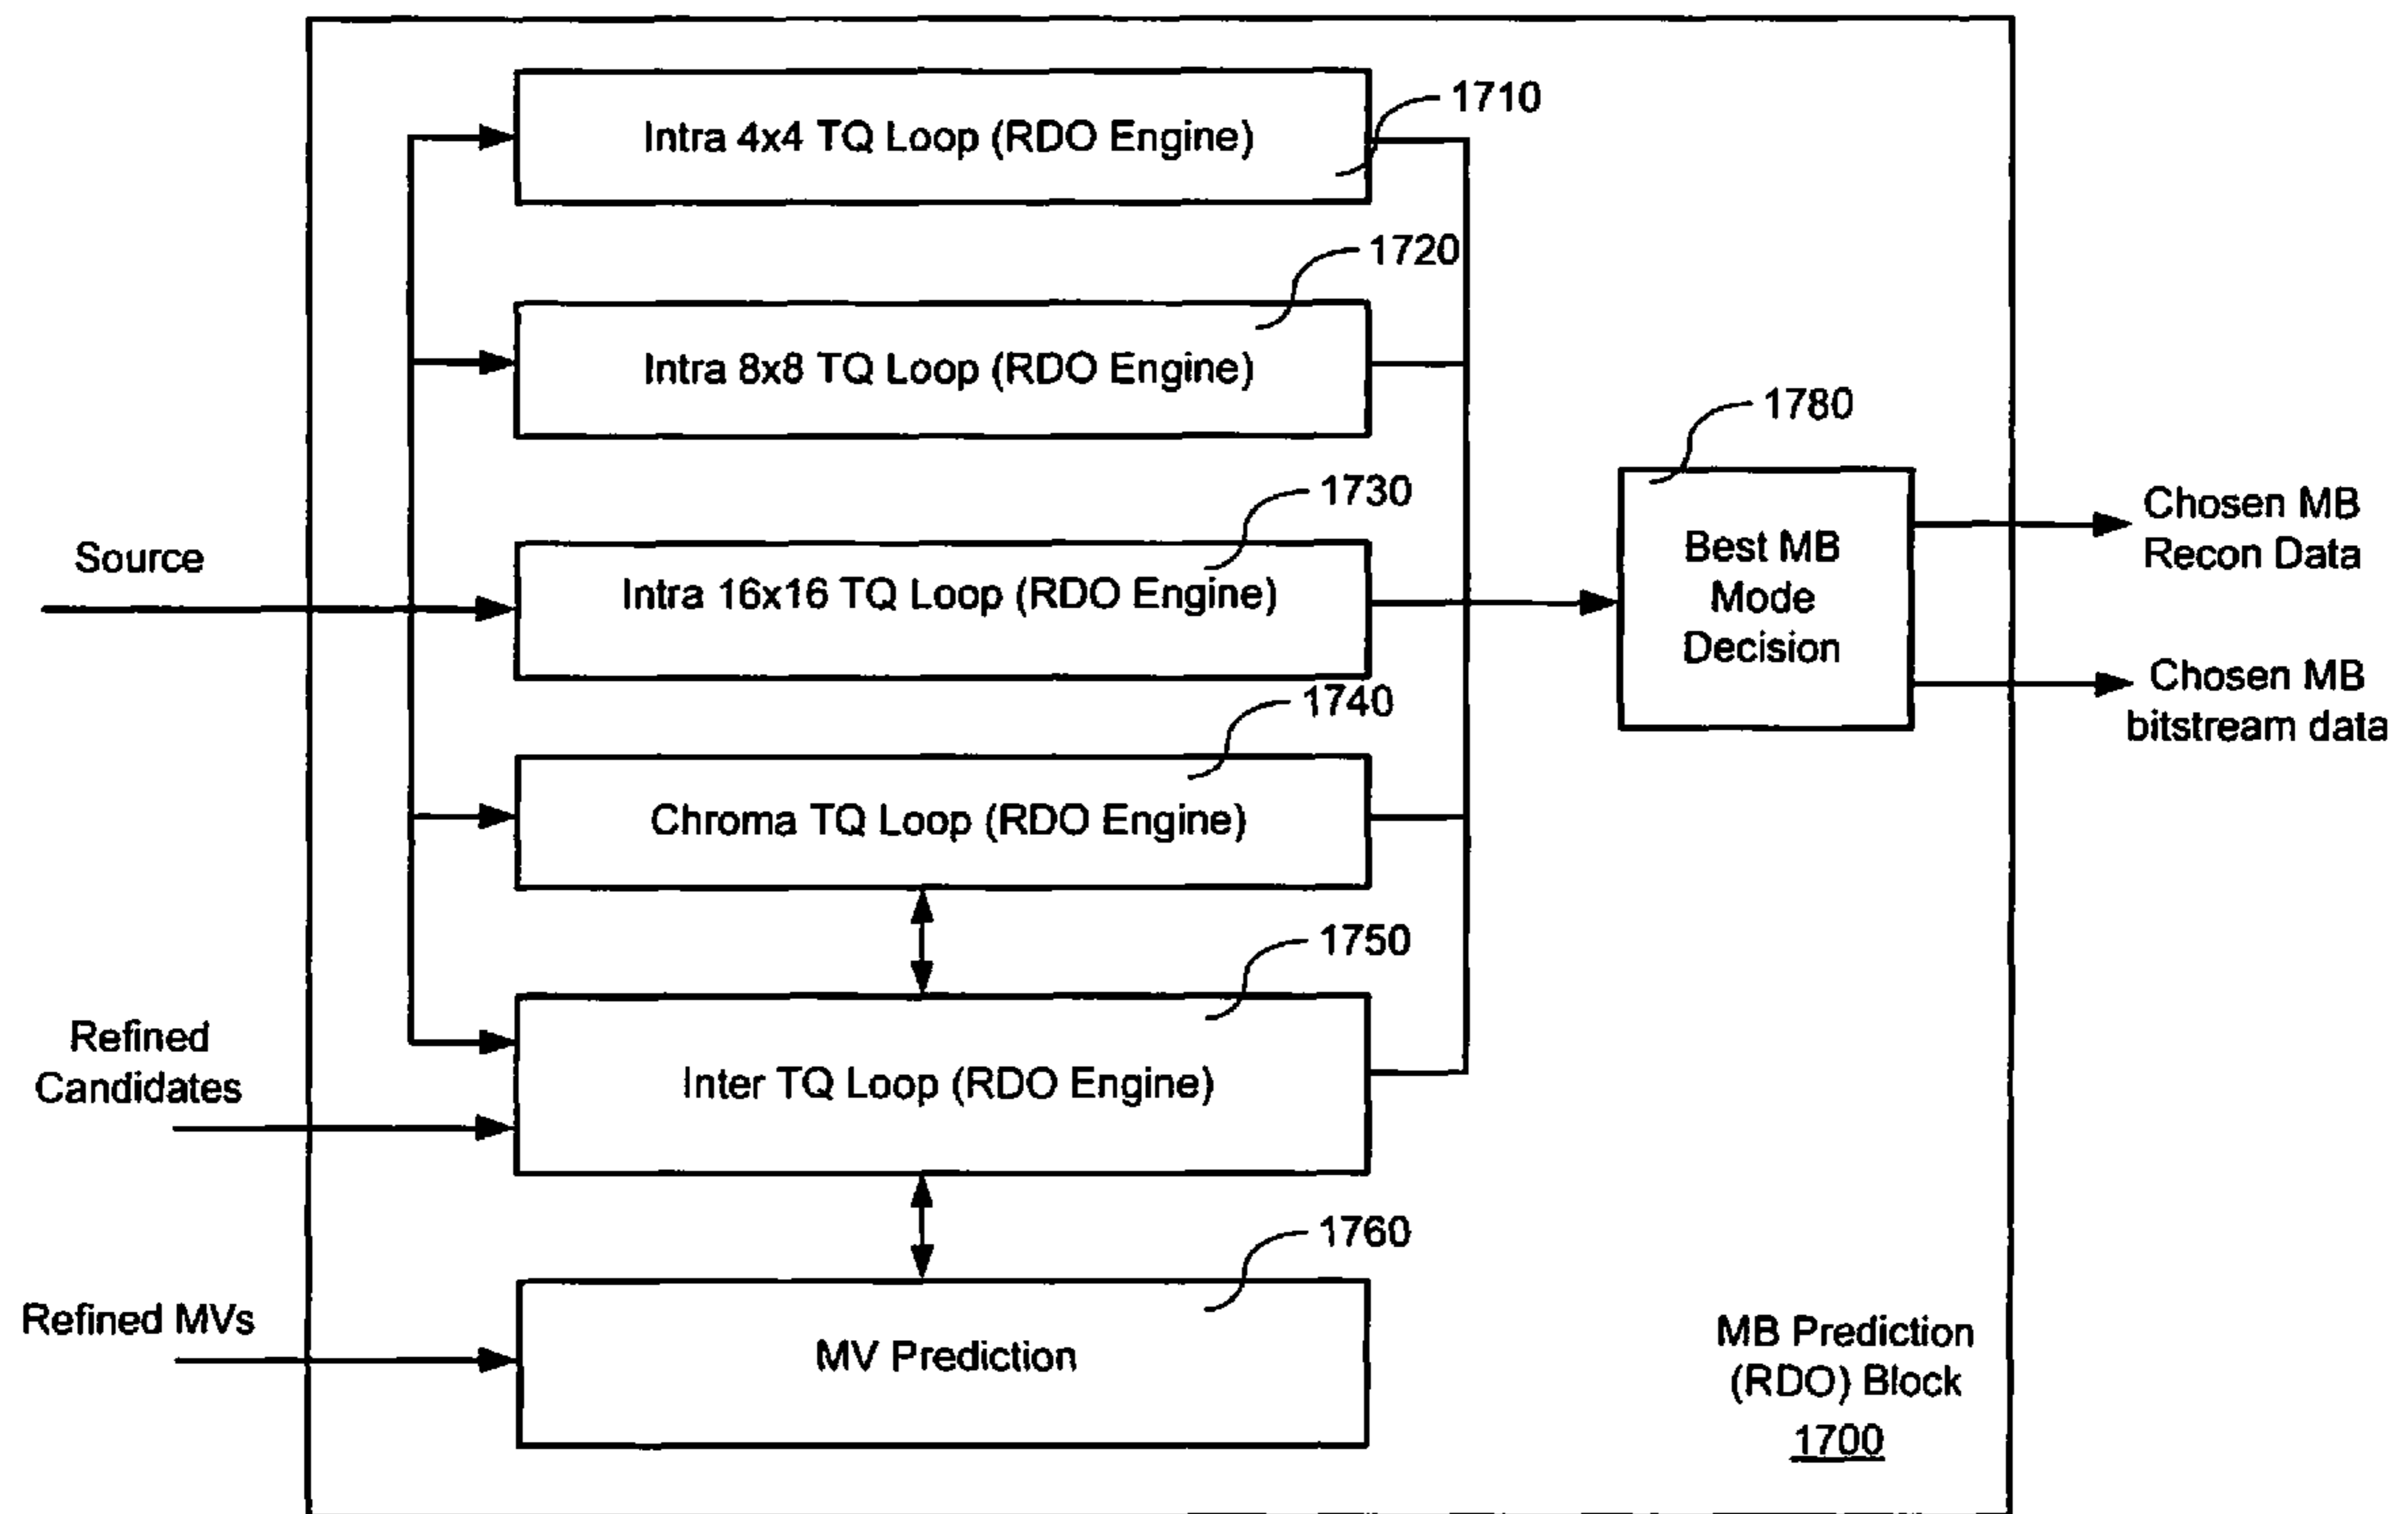 1710
Intra 4x4 TQ Loop (RDO Engine)
1720
Intra 8x8 TQ Loop (RDO Engine)
1780
1730
Source
Intra 16x16 TQ Loop (RDO Engine)
Best MB
Mode
Decision
Chosen MB
Recon Data
Chosen MB
bitstream data
1740
Chroma TQ Loop (RDO Engine)
1750
Refined
Candidates
Inter TQ Loop (RDO Engine)
1760
Refined MVs
MV Prediction
MB Prediction
(RDO) Block
1700